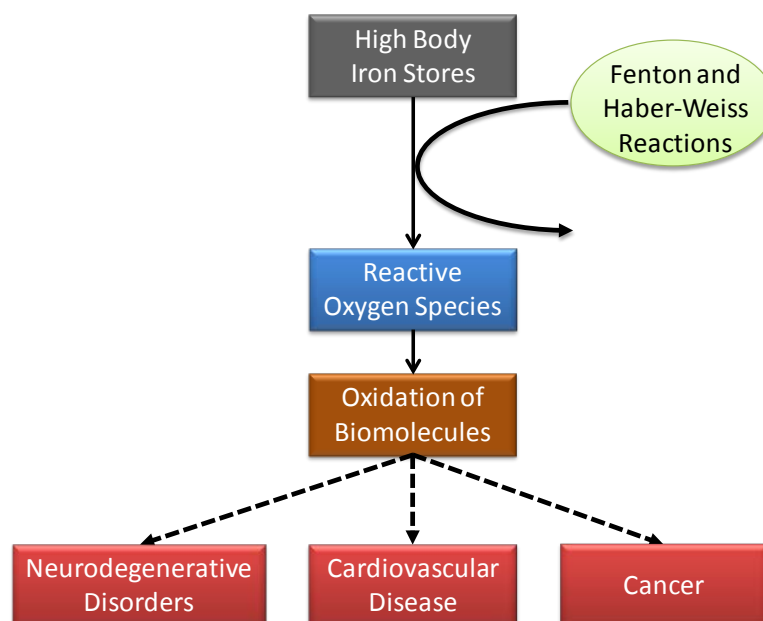 High Body
Iron Stores
Fenton and
Haber-Weiss
Reactions
Reactive
Oxygen Species
Oxidation of
Biomolecules
Neurodegenerative
Disorders
Cardiovascular
Disease
Cancer